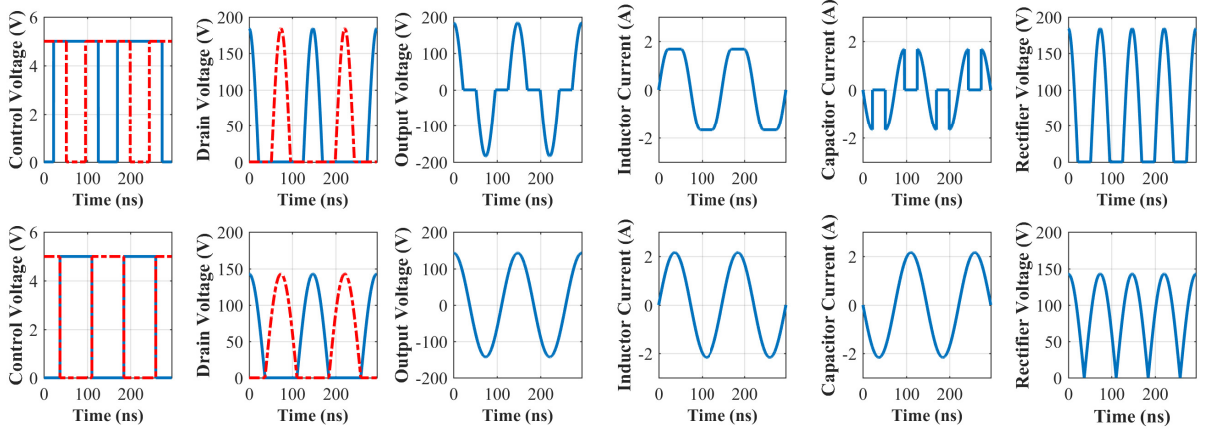 Control Voltage (V)
6
4
2
0
0 100 200
Time (ns)
Drain Voltage (V)
200
150
100
50
0
0 100 200
Time (ns)
Output Voltage (V)
200
100
0
-100
-200
0 100 200
Time (ns)
Inductor Current (A)
2
0
-2
0 100 200
Time (ns)
Capacitor Current (A)
2
0
-2
0 100 200
Time (ns)
Rectifier Voltage (V)
200
150
100
50
0
0 100 200
Time (ns)
Control Voltage (V)
6
4
2
0
0 100 200
Time (ns)
Drain Voltage (V)
200
150
100
50
0
0 100 200
Time (ns)
Output Voltage (V)
200
100
0
-100
-200
0 100 200
Time (ns)
Inductor Current (A)
2
0
-2
0 100 200
Time (ns)
Capacitor Current (A)
2
0
-2
0 100 200
Time (ns)
Rectifier Voltage (V)
200
150
100
50
0
0 100 200
Time (ns)